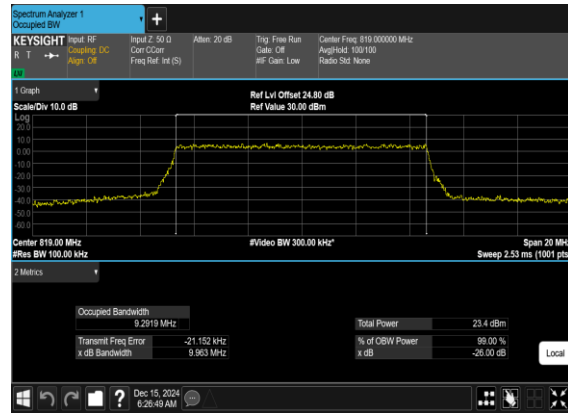 Spectrum Analyzer 1
Occupied BW
+
KEYSIGHT
R T
LXI
Input: RF
Coupling: DC
Align: Off
Input Z: 50 Ω
Corr CCorr
Freq Ref: Int (S)
Atten: 20 dB
Trig: Free Run
Gate: Off
#IF Gain: Low
Center Freq: 819.000000 MHz
Avg|Hold: 100/100
Radio Std: None
1 Graph
Scale/Div 10.0 dB
Ref Lvl Offset 24.80 dB
Ref Value 30.00 dBm
Log
20.0
10.0
0.00
-10.0
-20.0
-30.0
-40.0
-50.0
-60.0
Center 819.00 MHz
#Res BW 100.00 kHz
#Video BW 300.00 kHz*
Span 20 MHz
Sweep 2.53 ms (1001 pts)
2 Metrics
Occupied Bandwidth
9.2919 MHz
Transmit Freq Error -21.152 kHz
x dB Bandwidth 9.963 MHz
Total Power 23.4 dBm
% of OBW Power 99.00 %
x dB -26.00 dB
Local
?
Dec 15, 2024
6:26:49 AM